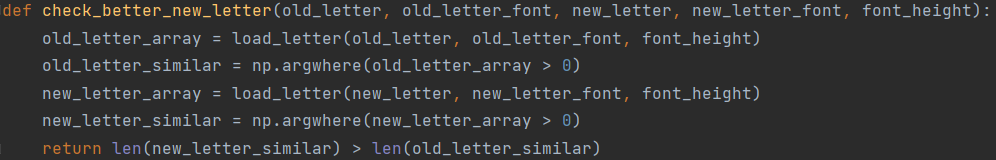 def check_better_new_letter(old_letter, old_letter_font, new_letter, new_letter_font, font_height):
    old_letter_array = load_letter(old_letter, old_letter_font, font_height)
    old_letter_similar = np.argwhere(old_letter_array > 0)
    new_letter_array = load_letter(new_letter, new_letter_font, font_height)
    new_letter_similar = np.argwhere(new_letter_array > 0)
    return len(new_letter_similar) > len(old_letter_similar)